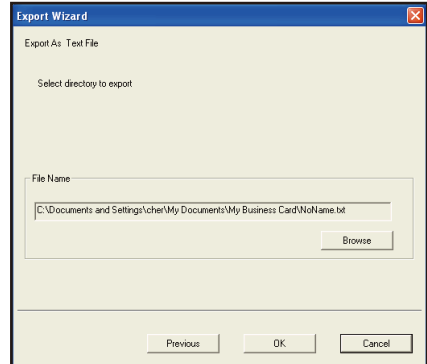 Export Wizard
Export As Text File
Select directory to export
File Name
C:\Documents and Settings\cher\My Documents\My Business Card\NoName.txt
Browse
Previous
OK
Cancel